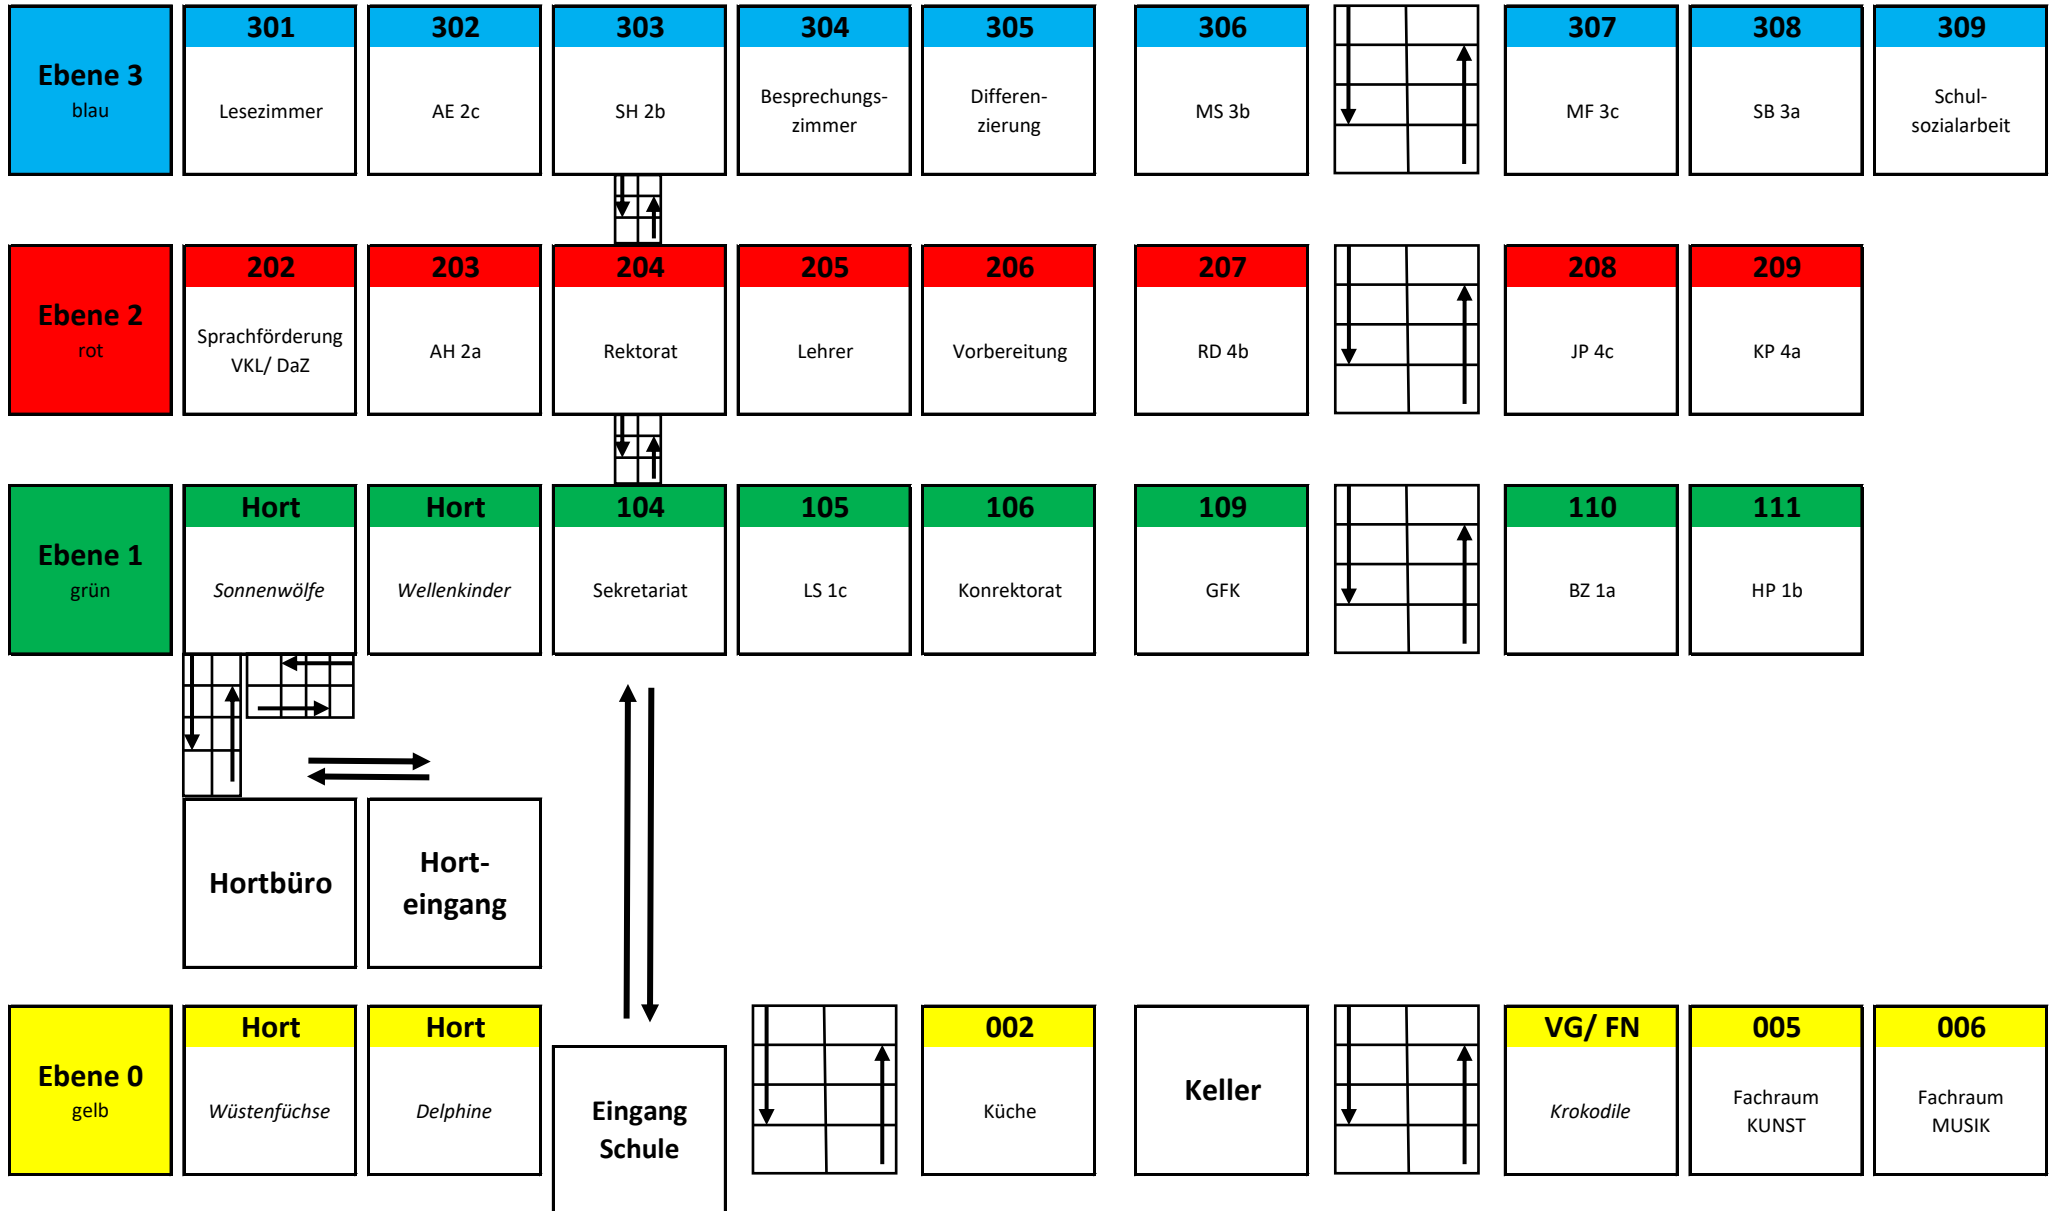 Ebene 3
blau
301
Lesezimmer
302
AE 2c
303
SH 2b
304
Besprechungs-
zimmer
305
Differen-
zierung
306
MS 3b
307
MF 3c
308
SB 3a
309
Schul-
sozialarbeit
Ebene 2
rot
202
Sprachförderung
VKL/ DaZ
203
AH 2a
204
Rektorat
205
Lehrer
206
Vorbereitung
207
RD 4b
208
JP 4c
209
KP 4a
Ebene 1
grün
Hort
Sonnenwölfe
Hort
Wellenkinder
104
Sekretariat
105
LS 1c
106
Konrektorat
109
GFK
110
BZ 1a
111
HP 1b
Hortbüro
Hort-
eingang
Ebene 0
gelb
Hort
Wüstenfüchse
Hort
Delphine
Eingang
Schule
002
Küche
Keller
VG/ FN
Krokodile
005
Fachraum
KUNST
006
Fachraum
MUSIK